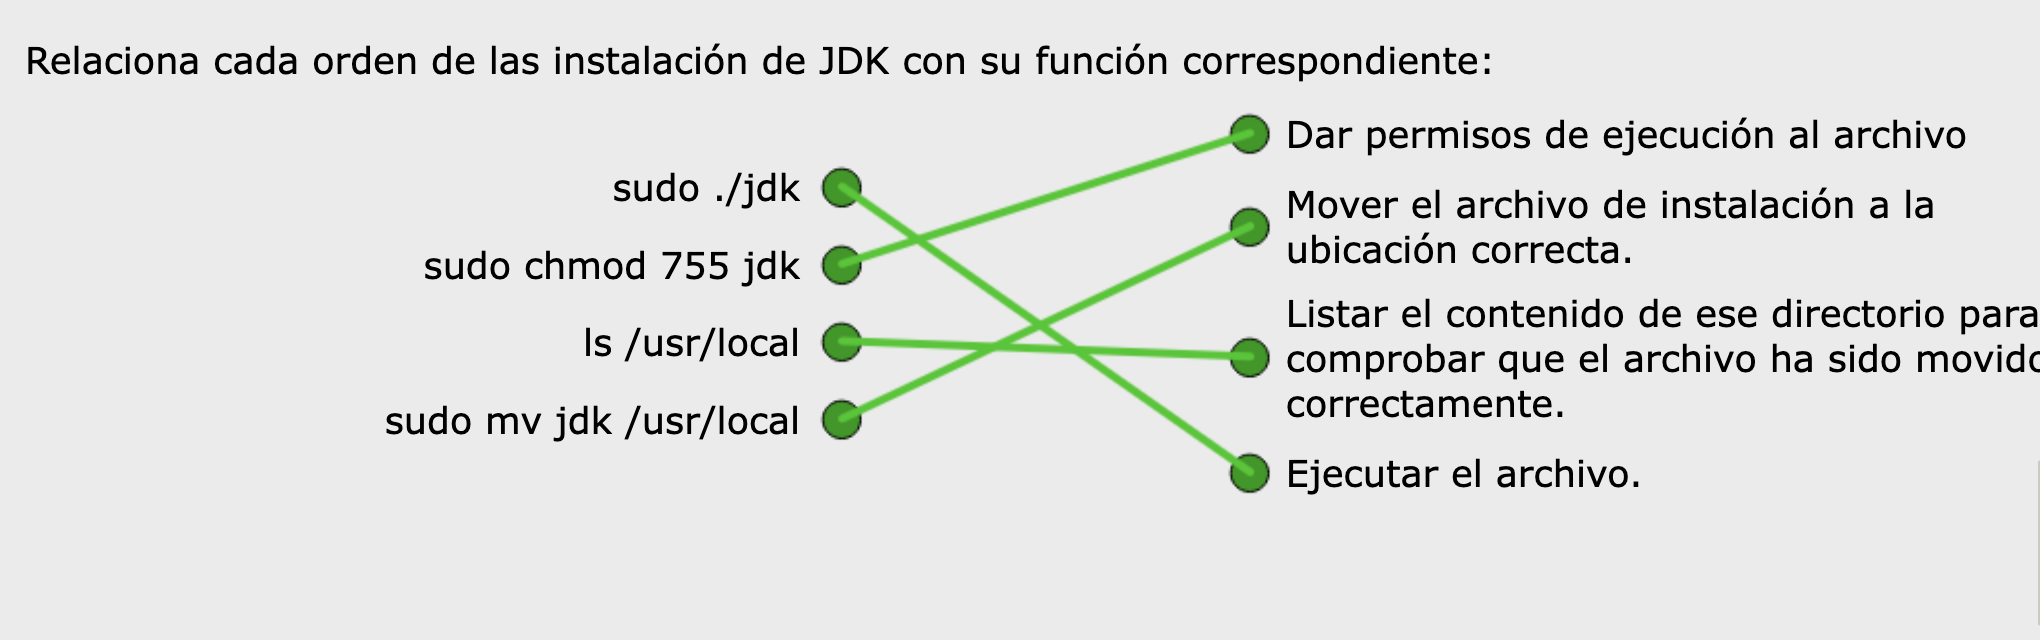 Relaciona cada orden de las instalación de JDK con su función correspondiente:
sudo ./jdk
sudo chmod 755 jdk
ls /usr/local
sudo mv jdk /usr/local
Dar permisos de ejecución al archivo
Mover el archivo de instalación a la
ubicación correcta.
Listar el contenido de ese directorio para
comprobar que el archivo ha sido movido
correctamente.
Ejecutar el archivo.